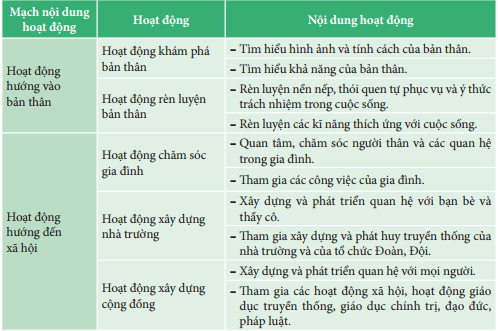 Mạch nội dung
hoạt động
Hoạt động
Nội dung hoạt động
Hoạt động
hướng vào
bản thân
Hoạt động khám phá
bản thân
– Tìm hiểu hình ảnh và tính cách của bản thân.
– Tìm hiểu khả năng của bản thân.
Hoạt động rèn luyện
bản thân
– Rèn luyện nền nếp, thói quen tự phục vụ và ý thức
trách nhiệm trong cuộc sống.
– Rèn luyện các kĩ năng thích ứng với cuộc sống.
Hoạt động
hướng đến
xã hội
Hoạt động chăm sóc
gia đình
– Quan tâm, chăm sóc người thân và các quan hệ
trong gia đình.
– Tham gia các công việc của gia đình.
Hoạt động xây dựng
nhà trường
– Xây dựng và phát triển quan hệ với bạn bè và
thầy cô.
– Tham gia xây dựng và phát huy truyền thống của
nhà trường và của tổ chức Đoàn, Đội.
Hoạt động xây dựng
cộng đồng
– Xây dựng và phát triển quan hệ với mọi người.
– Tham gia các hoạt động xã hội, hoạt động giáo
dục truyền thống, giáo dục chính trị, đạo đức,
pháp luật.